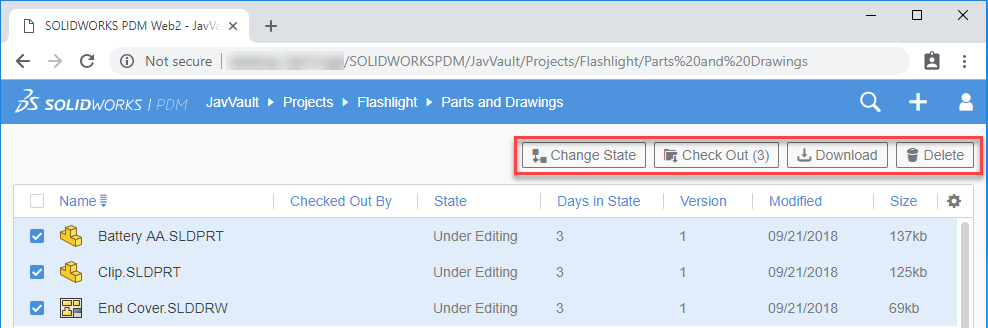 SOLIDWORKS PDM Web2 - JavV
Not secure /SOLIDWORKSPDM/JavVault/Projects/Flashlight/Parts%20and%20Drawings
SOLIDWORKS | PDM JavVault Projects Flashlight Parts and Drawings
Change State Check Out (3) Download Delete
Name Checked Out By State Days in State Version Modified Size
Battery AA.SLDPRT Under Editing 3 1 09/21/2018 137kb
Clip.SLDPRT Under Editing 3 1 09/21/2018 125kb
End Cover.SLDDRW Under Editing 3 1 09/21/2018 69kb